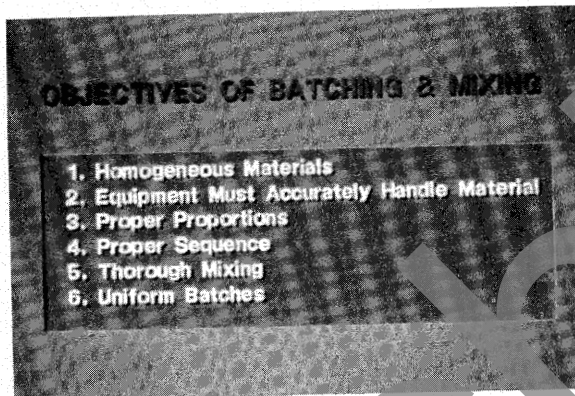 OBJECTIVES OF BATCHING & MIXING
1. Homogeneous Materials
2. Equipment Must Accurately Handle Material
3. Proper Proportions
4. Proper Sequence
5. Thorough Mixing
6. Uniform Batches